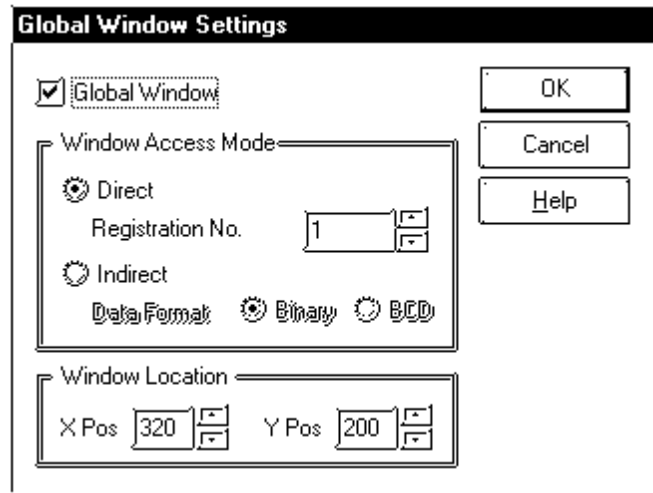 Global Window Settings
Global Window
OK
Window Access Mode
Cancel
Direct
Help
Registration No. 1
Indirect
Data Format Binary BCD
Window Location
X Pos 320 Y Pos 200